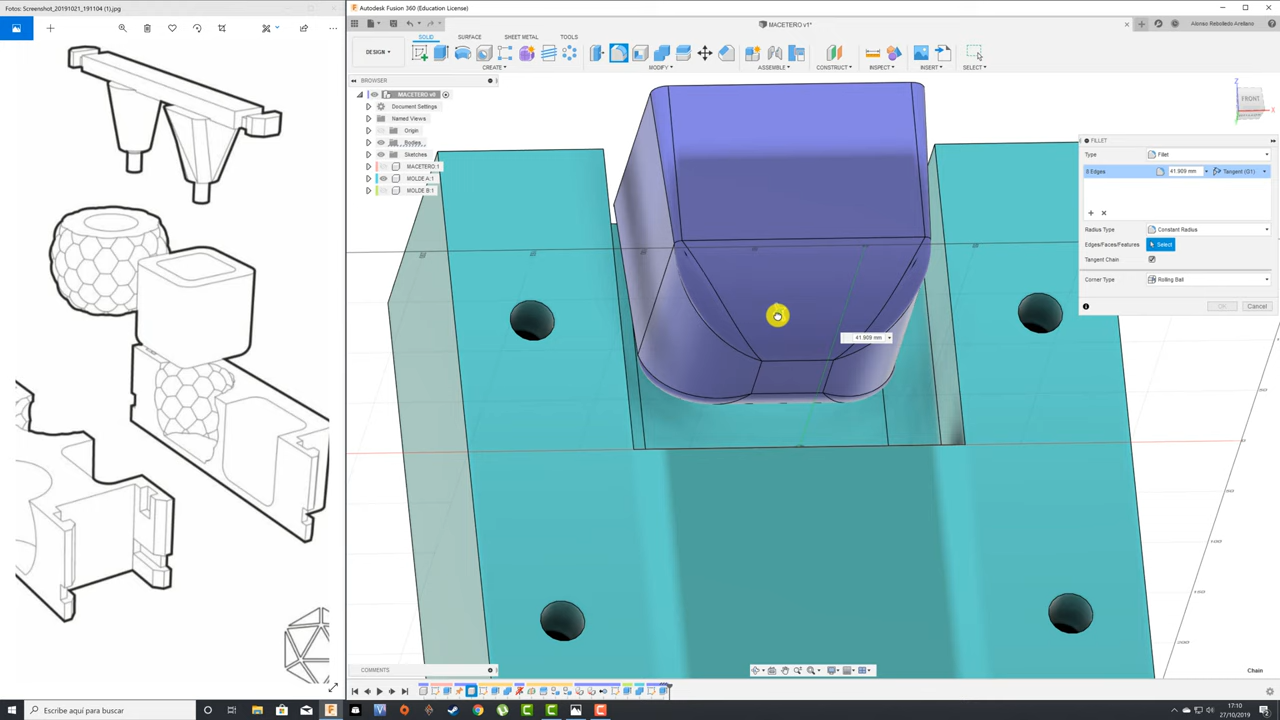 Fotos: Screenshot_20191021_191104 (1).jpg
Autodesk Fusion 360 (Education License)
MACETERO v1*
Alonso Rebolledo Arellano
SOLID
SURFACE
SHEET METAL
TOOLS
DESIGN
CREATE
MODIFY
ASSEMBLE
CONSTRUCT
INSPECT
INSERT
SELECT
BROWSER
MACETERO v0
Document Settings
Named Views
Origin
Bodies
Sketches
MACETERO:1
MOLDE A:1
MOLDE B:1
Z
FRONT
X
FILLET
Type
Fillet
8 Edges
41.909 mm
Tangent (G1)
Radius Type
Constant Radius
Edges/Faces/Features
Select
Tangent Chain
Corner Type
Rolling Ball
OK
Cancel
41.909 mm
COMMENTS
Chain
Escribe aquí para buscar
17:10
27/10/2019